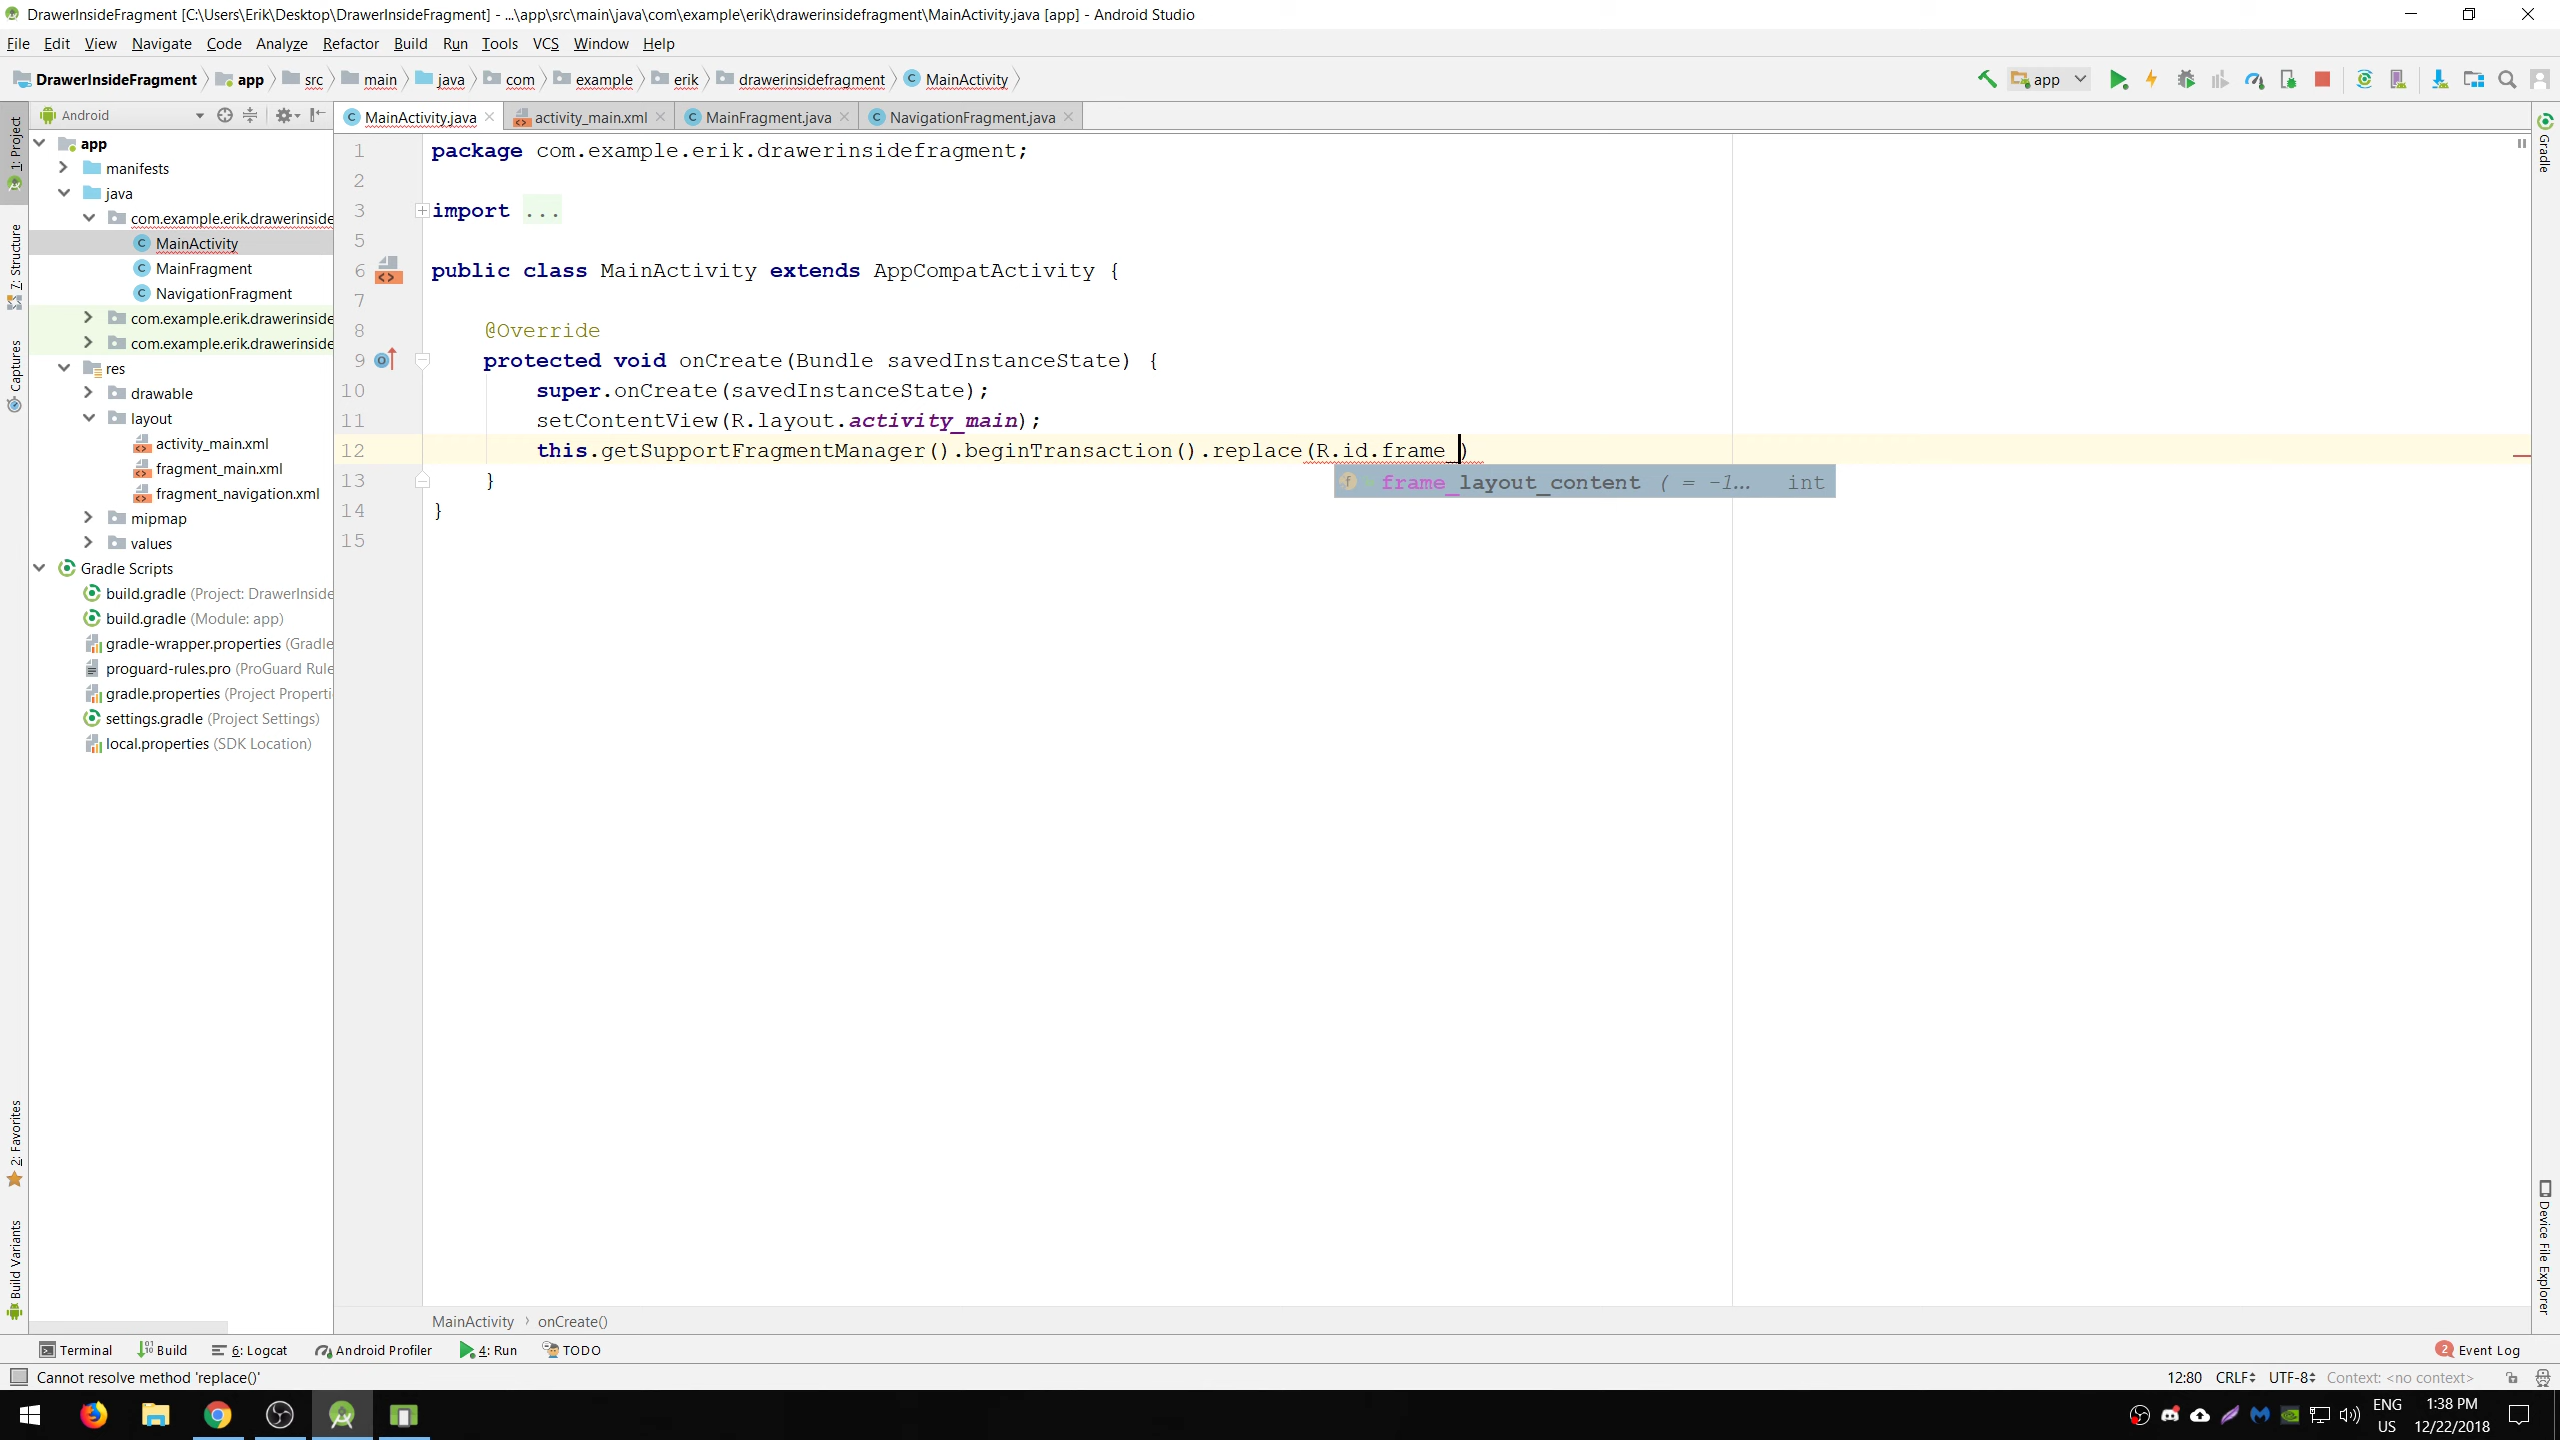 DrawerInsideFragment [C:\Users\Erik\Desktop\DrawerInsideFragment] - ...\app\src\main\java\com\example\erik\drawerinsidefragment\MainActivity.java [app] - Android Studio
File Edit View Navigate Code Analyze Refactor Build Run Tools VCS Window Help
DrawerInsideFragment app src main java com example erik drawerinsidefragment MainActivity
app
Android
MainActivity.java activity_main.xml MainFragment.java NavigationFragment.java
1: Project
7: Structure
Captures
2: Favorites
Build Variants
app
manifests
java
com.example.erik.drawerinside
MainActivity
MainFragment
NavigationFragment
com.example.erik.drawerinside
com.example.erik.drawerinside
res
drawable
layout
activity_main.xml
fragment_main.xml
fragment_navigation.xml
mipmap
values
Gradle Scripts
build.gradle (Project: DrawerInside
build.gradle (Module: app)
gradle-wrapper.properties (Gradle
proguard-rules.pro (ProGuard Rule
gradle.properties (Project Properti
settings.gradle (Project Settings)
local.properties (SDK Location)
1 package com.example.erik.drawerinsidefragment;
2
3 import ...
5
6 public class MainActivity extends AppCompatActivity {
7
8 @Override
9 protected void onCreate(Bundle savedInstanceState) {
10 super.onCreate(savedInstanceState);
11 setContentView(R.layout.activity_main);
12 this.getSupportFragmentManager().beginTransaction().replace(R.id.frame_)
f frame_layout_content ( = -1... int
13 }
14 }
15
Gradle
Device File Explorer
MainActivity › onCreate()
Terminal Build 6: Logcat Android Profiler 4: Run TODO
2 Event Log
Cannot resolve method 'replace()'
12:80 CRLF UTF-8 Context: <no context>
ENG
US
1:38 PM
12/22/2018